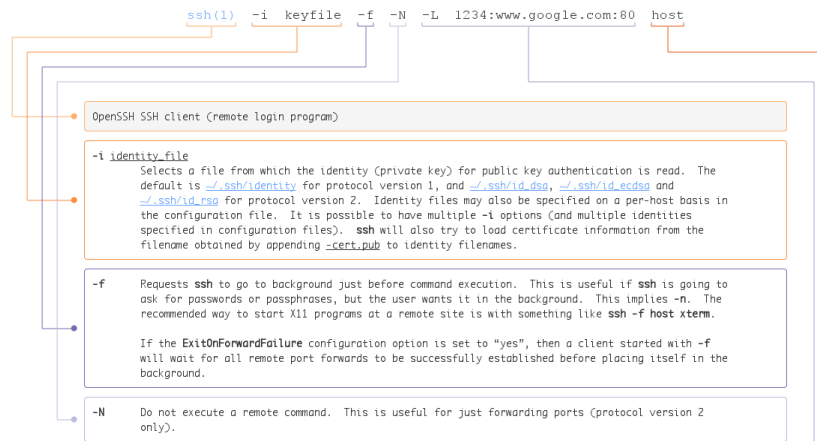 ssh(1) -i keyfile -f -N -L 1234:www.google.com:80 host
OpenSSH SSH client (remote login program)
-i identity_file
Selects a file from which the identity (private key) for public key authentication is read. The
default is ~/.ssh/identity for protocol version 1, and ~/.ssh/id_dsa, ~/.ssh/id_ecdsa and
~/.ssh/id_rsa for protocol version 2. Identity files may also be specified on a per-host basis in
the configuration file. It is possible to have multiple -i options (and multiple identities
specified in configuration files). ssh will also try to load certificate information from the
filename obtained by appending -cert.pub to identity filenames.
-f Requests ssh to go to background just before command execution. This is useful if ssh is going to
ask for passwords or passphrases, but the user wants it in the background. This implies -n. The
recommended way to start X11 programs at a remote site is with something like ssh -f host xterm.
If the ExitOnForwardFailure configuration option is set to “yes”, then a client started with -f
will wait for all remote port forwards to be successfully established before placing itself in the
background.
-N Do not execute a remote command. This is useful for just forwarding ports (protocol version 2
only).